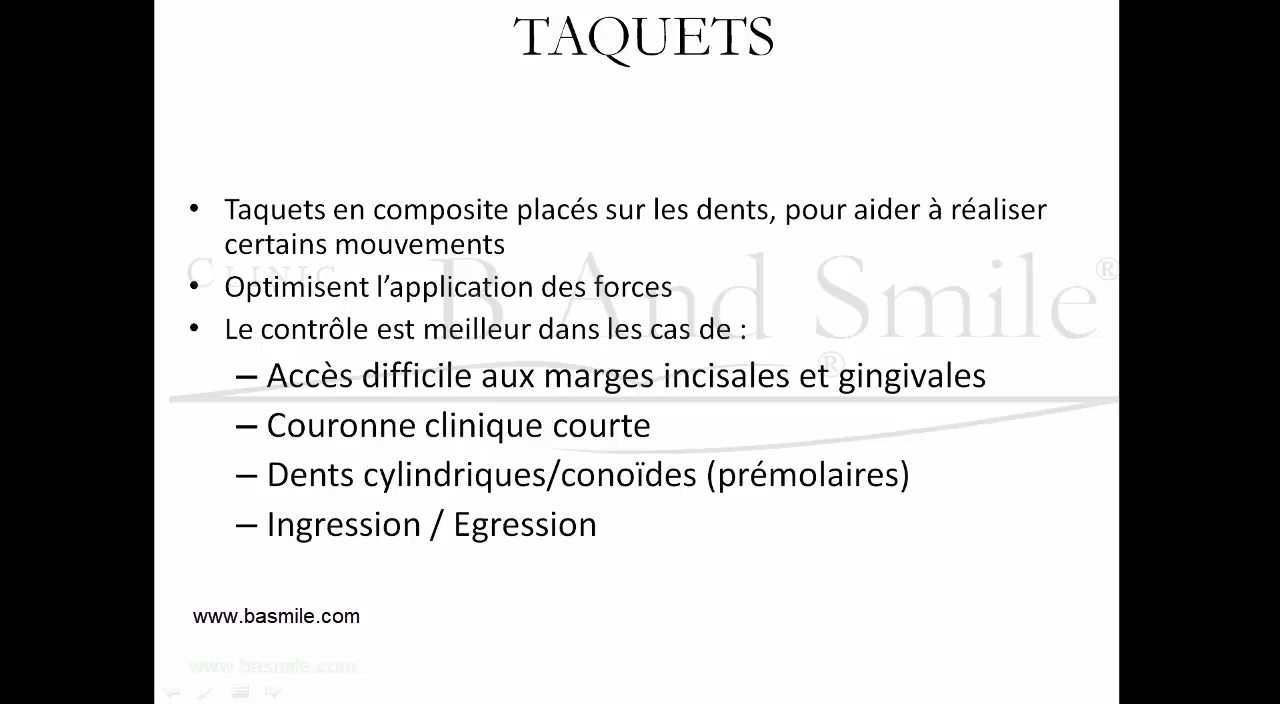 TAQUETS
• Taquets en composite placés sur les dents, pour aider à réaliser
certains mouvements
• Optimisent l’application des forces
• Le contrôle est meilleur dans les cas de :
– Accès difficile aux marges incisales et gingivales
– Couronne clinique courte
– Dents cylindriques/conoïdes (prémolaires)
– Ingression / Egression
CLINIC B And Smile®
®
www.basmile.com
www.basmile.com